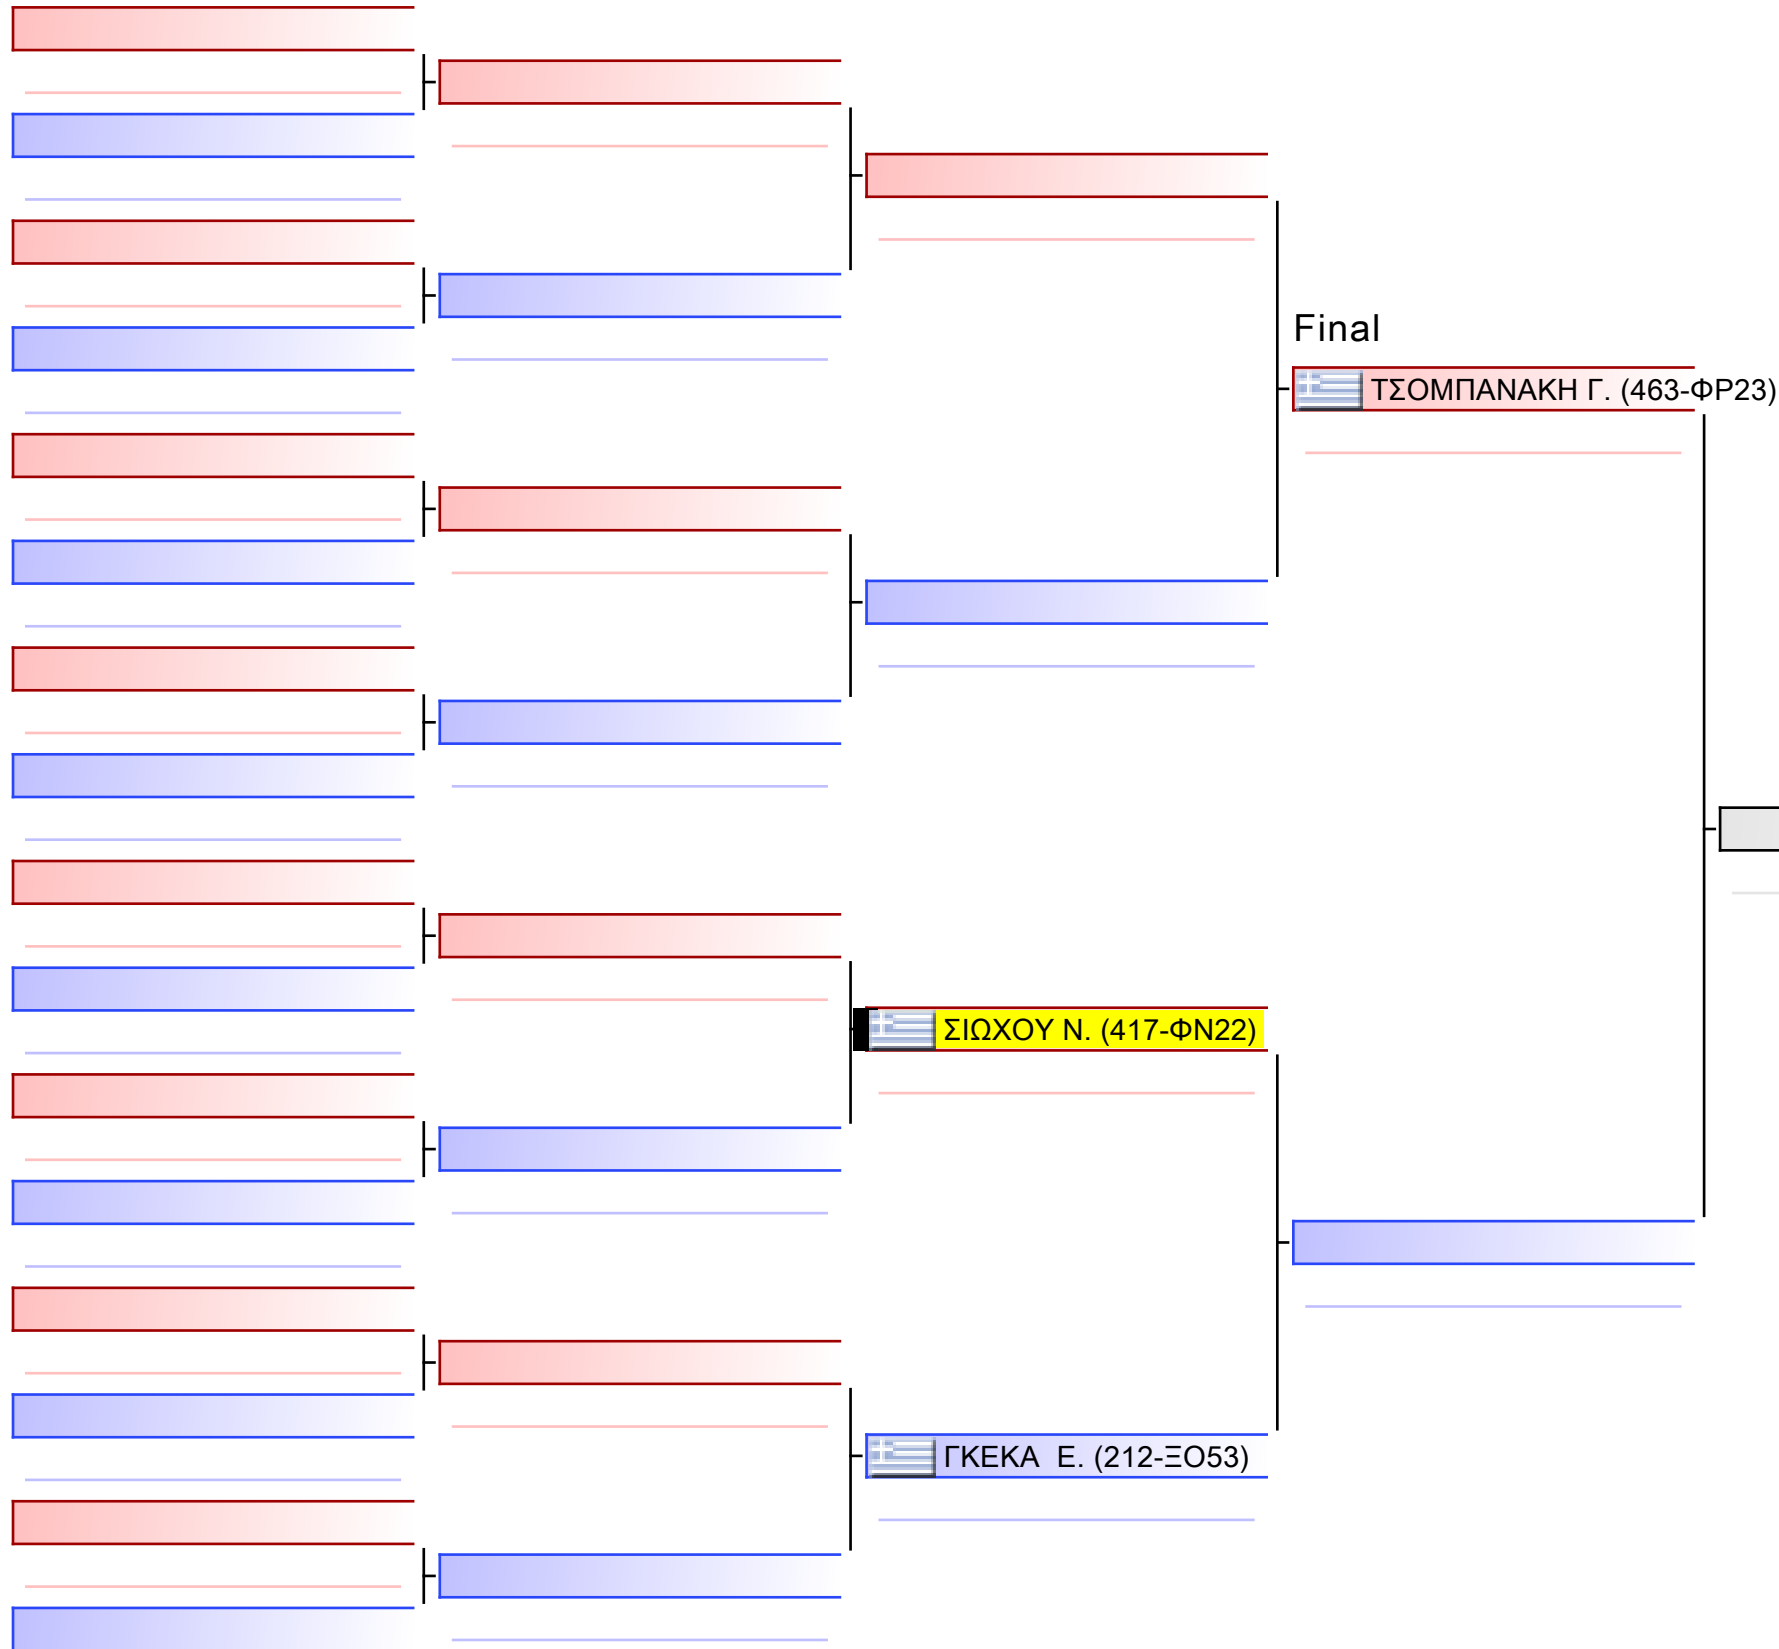 Final
ΤΣΟΜΠΑΝΑΚΗ Γ. (463-ΦΡ23)
ΣΙΩΧΟΥ Ν. (417-ΦΝ22)
ΓΚΕΚΑ  Ε. (212-ΞΟ53)